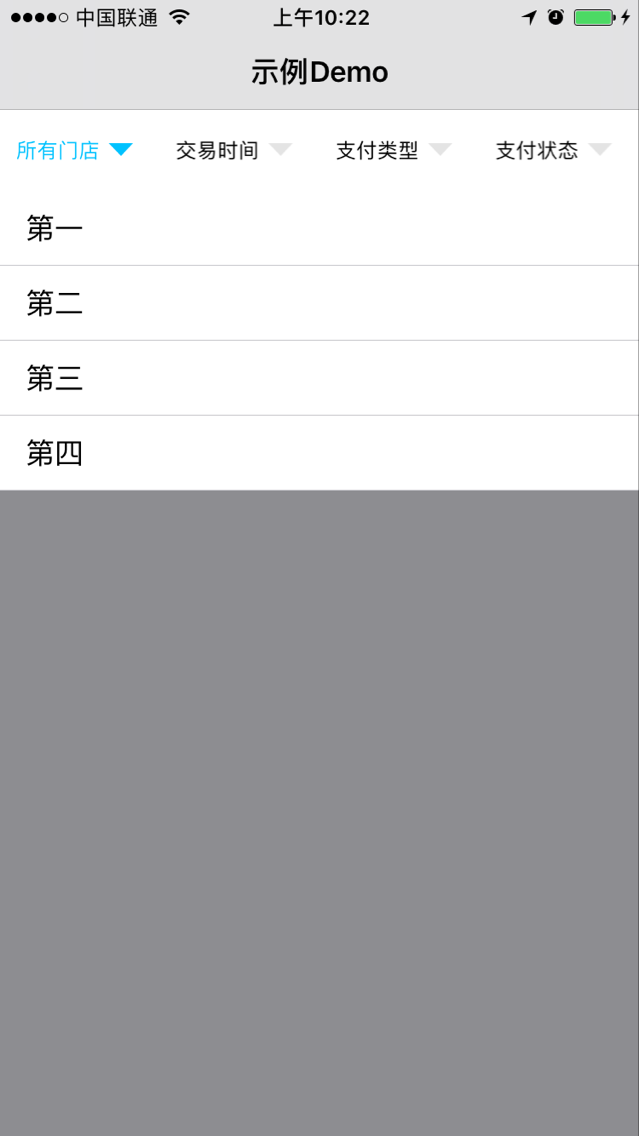 中国联通 上午10:22
示例Demo
所有门店 交易时间 支付类型 支付状态
第一
第二
第三
第四